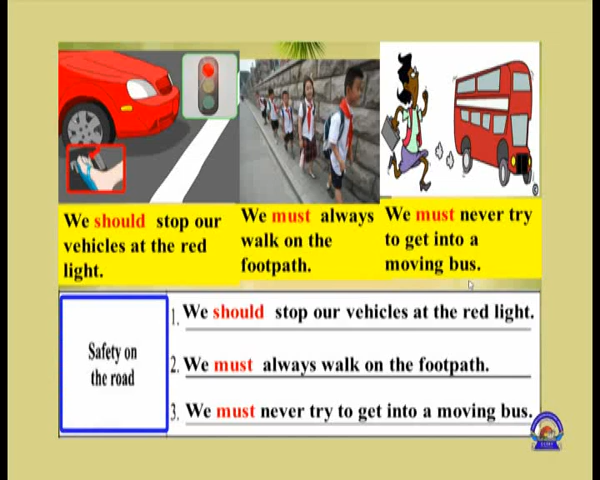 We should stop our
vehicles at the red
light.
We must always
walk on the
footpath.
We must never try
to get into a
moving bus.
Safety on
the road
1. We should stop our vehicles at the red light.
2. We must always walk on the footpath.
3. We must never try to get into a moving bus.